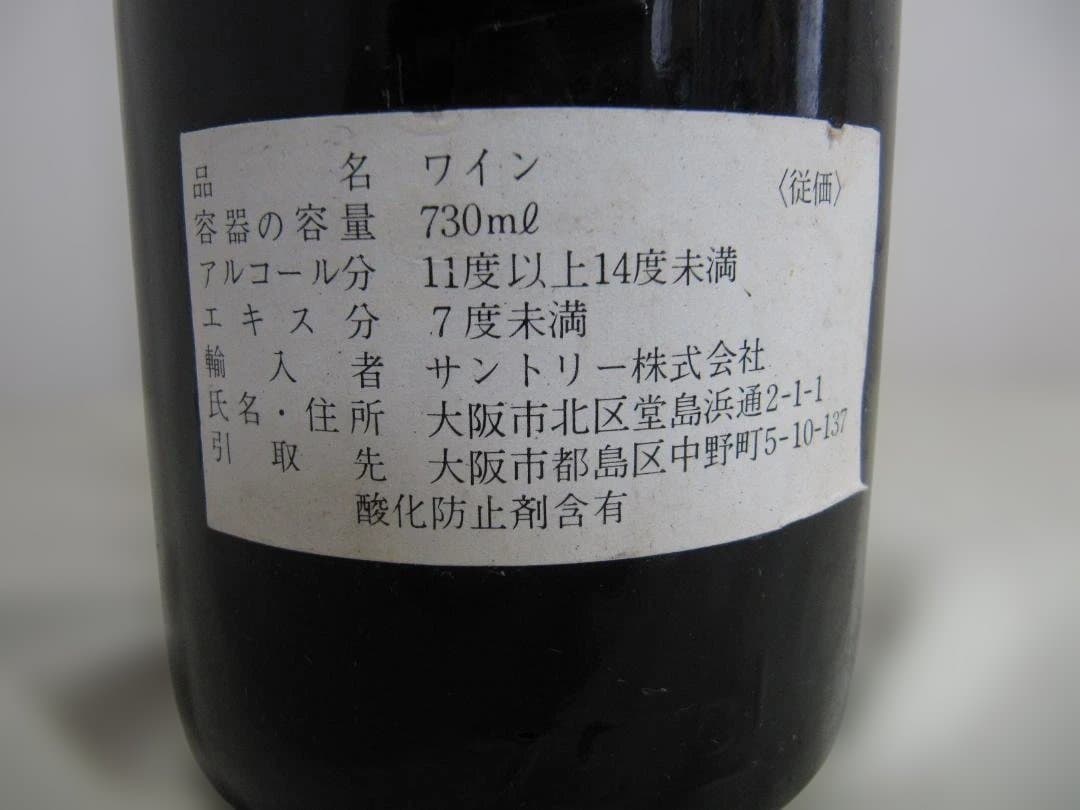 品名 ワイン 〈従価〉
容器の容量 730mℓ
アルコール分 11度以上14度未満
エキス分 7度未満
輸入者 サントリー株式会社
氏名・住所 大阪市北区堂島浜通2-1-1
引取先 大阪市都島区中野町5-10-137
酸化防止剤含有